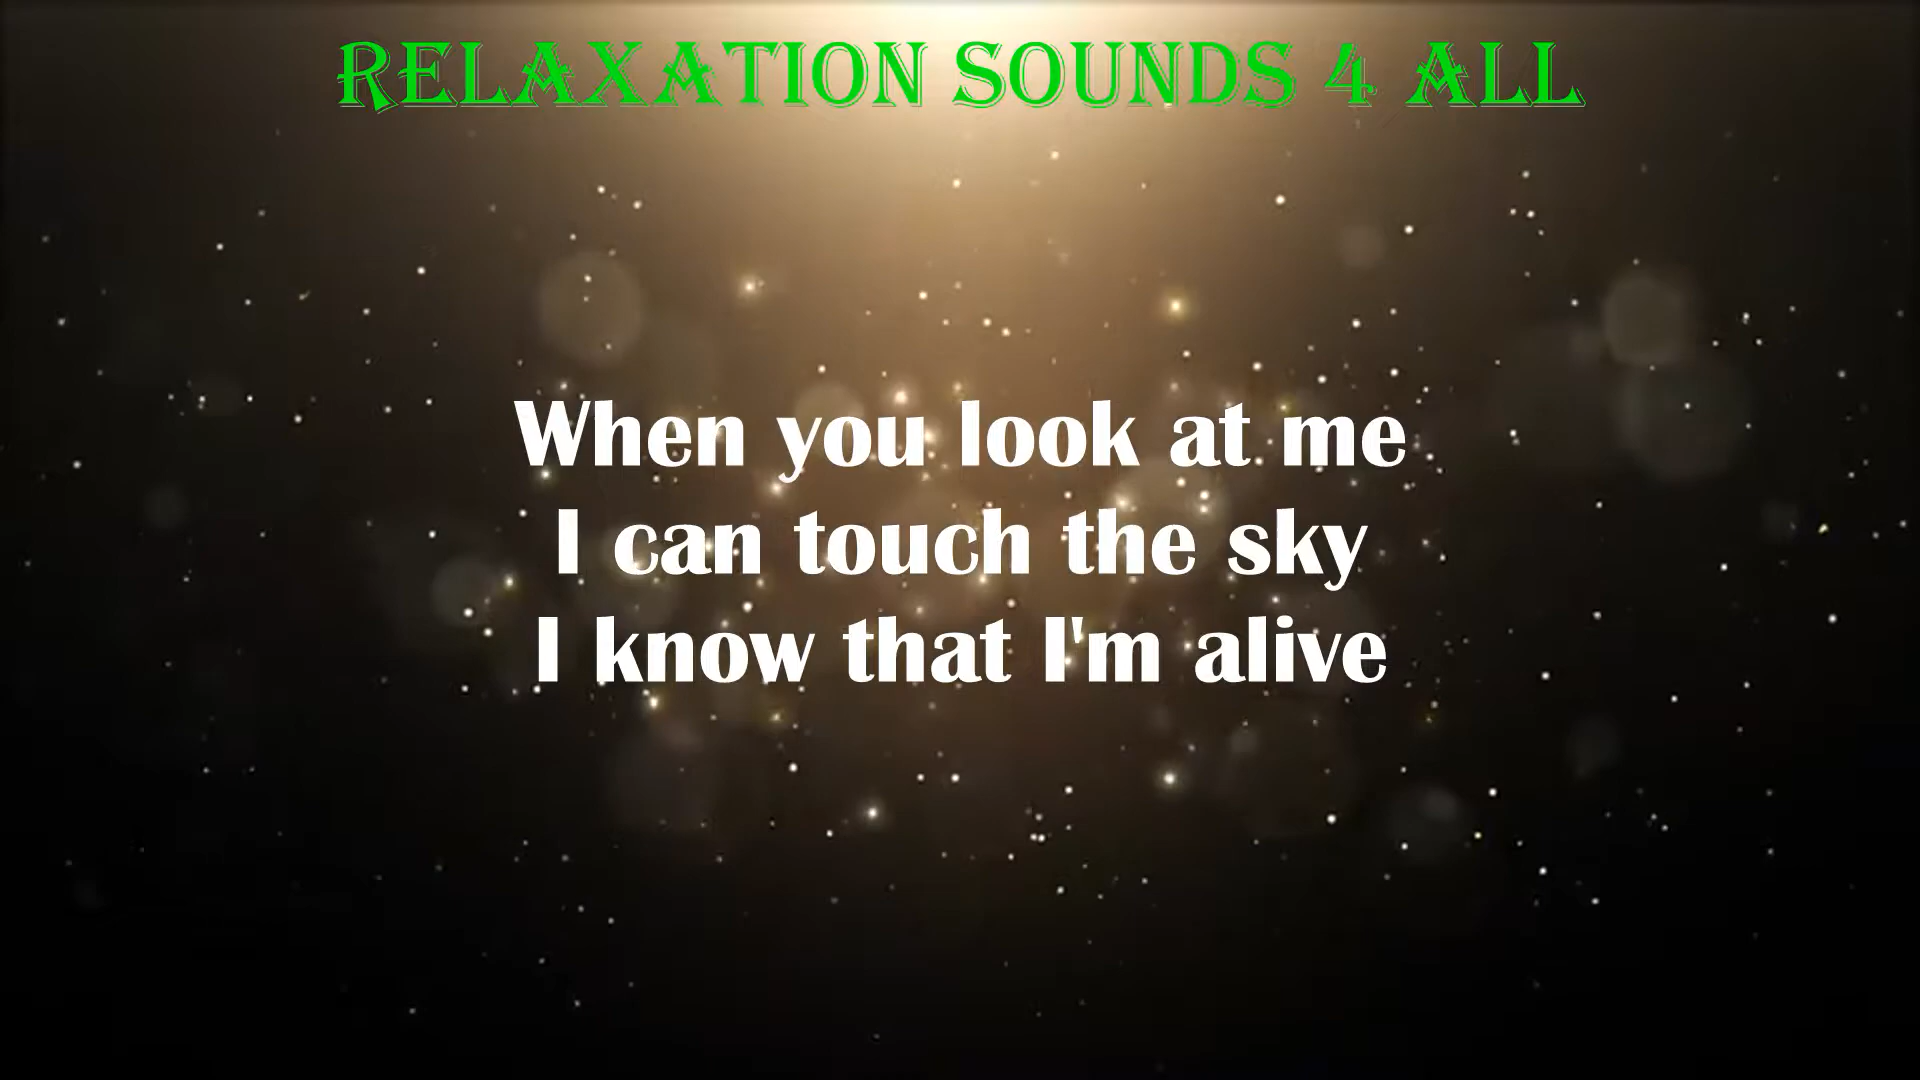 RELAXATION SOUNDS 4 ALL
When you look at me
I can touch the sky
I know that I'm alive